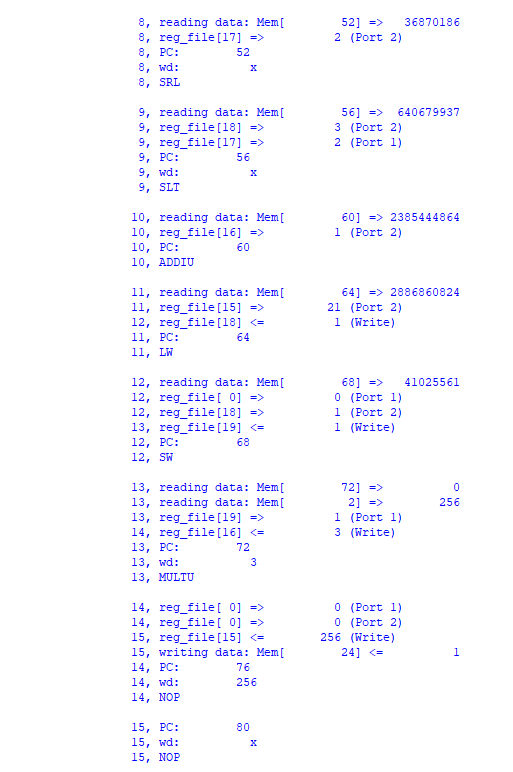 8, reading data: Mem[        52] =>   36870186
8, reg_file[17] =>          2 (Port 2)
8, PC:        52
8, wd:          x
8, SRL
9, reading data: Mem[        56] =>  640679937
9, reg_file[18] =>          3 (Port 2)
9, reg_file[17] =>          2 (Port 1)
9, PC:        56
9, wd:          x
9, SLT
10, reading data: Mem[        60] => 2385444864
10, reg_file[16] =>          1 (Port 2)
10, PC:        60
10, ADDIU
11, reading data: Mem[        64] => 2886860824
11, reg_file[15] =>         21 (Port 2)
12, reg_file[18] <=          1 (Write)
11, PC:        64
11, LW
12, reading data: Mem[        68] =>   41025561
12, reg_file[ 0] =>          0 (Port 1)
12, reg_file[18] =>          1 (Port 2)
13, reg_file[19] <=          1 (Write)
12, PC:        68
12, SW
13, reading data: Mem[        72] =>          0
13, reading data: Mem[         2] =>        256
13, reg_file[19] =>          1 (Port 1)
14, reg_file[16] <=          3 (Write)
13, PC:        72
13, wd:          3
13, MULTU
14, reg_file[ 0] =>          0 (Port 1)
14, reg_file[ 0] =>          0 (Port 2)
15, reg_file[15] <=        256 (Write)
15, writing data: Mem[        24] <=          1
14, PC:        76
14, wd:        256
14, NOP
15, PC:        80
15, wd:          x
15, NOP